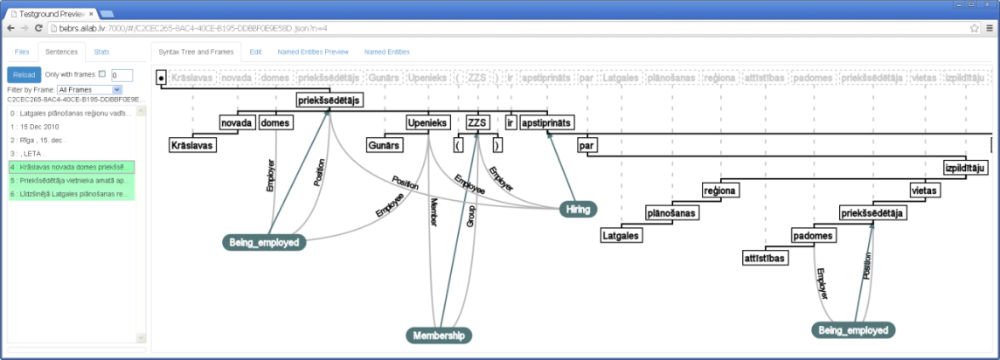 Testground Preview ×
bebrs.ailab.lv:7000/#/C2CEC265-8AC4-40CE-B195-DDBBF0E9E58D.json?n=4
Files Sentences Stats
Syntax Tree and Frames Edit Named Entities Preview Named Entities
Reload Only with frames: 0
Filter by Frame: All Frames
C2CEC265-8AC4-40CE-B195-DDBBF0E9E...
0 : Latgales plānošanas reģionu vadīs...
1 : 15 Dec 2010
2 : Rīga , 15. dec .
3 : , LETA .
4 : Krāslavas novada domes priekšsē...
5 : Priekšsēdētāja vietnieka amatā ap...
6 : Līdzšinējā Latgales plānošanas re...
● Krāslavas novada domes priekšsēdētājs Gunārs Upenieks ( ZZS ) ir apstiprināts par Latgales plānošanas reģiona attīstības padomes priekšsēdētāja vietas izpildītāju
priekšsēdētājs
novada domes Upenieks ZZS ir apstiprināts
Krāslavas Gunārs ( ) par
izpildītāju
reģiona vietas
plānošanas priekšsēdētāja
Latgales padomes
attīstības
Employer Position Position Employee Employee Employer
Member Group
Hiring
Being_employed
Employer Position
Membership
Being_employed